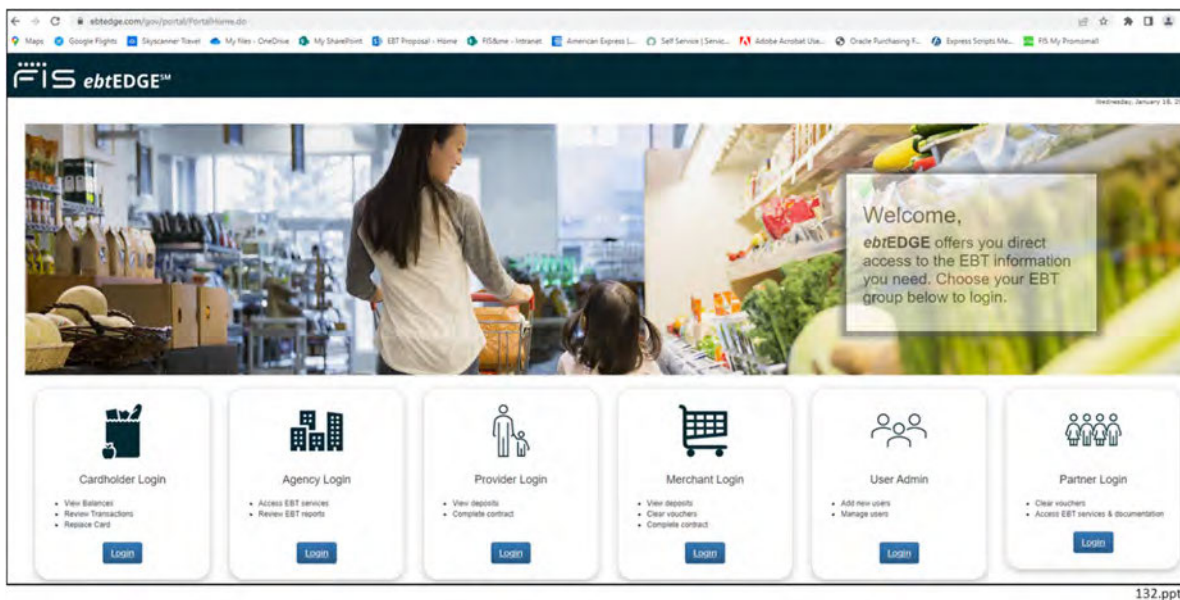 ebtedge.com/gov/portal/PortalHome.do
Maps Google Flights Skyscanner Travel My files - OneDrive My SharePoint EBT Proposal - Home FIS&me - Intranet American Express L... Self Service | Servic... Adobe Acrobat Use... Oracle Purchasing F... Express Scripts Me... FIS My Promomall
FIS ebtEDGE℠
Wednesday, January 18, 2
Welcome,
ebtEDGE offers you direct
access to the EBT information
you need. Choose your EBT
group below to login.
Cardholder Login
• View Balances
• Review Transactions
• Replace Card
Login
Agency Login
• Access EBT services
• Review EBT reports
Login
Provider Login
• View deposits
• Complete contract
Login
Merchant Login
• View deposits
• Clear vouchers
• Complete contract
Login
User Admin
• Add new users
• Manage users
Login
Partner Login
• Clear vouchers
• Access EBT services & documentation
Login
132.ppt